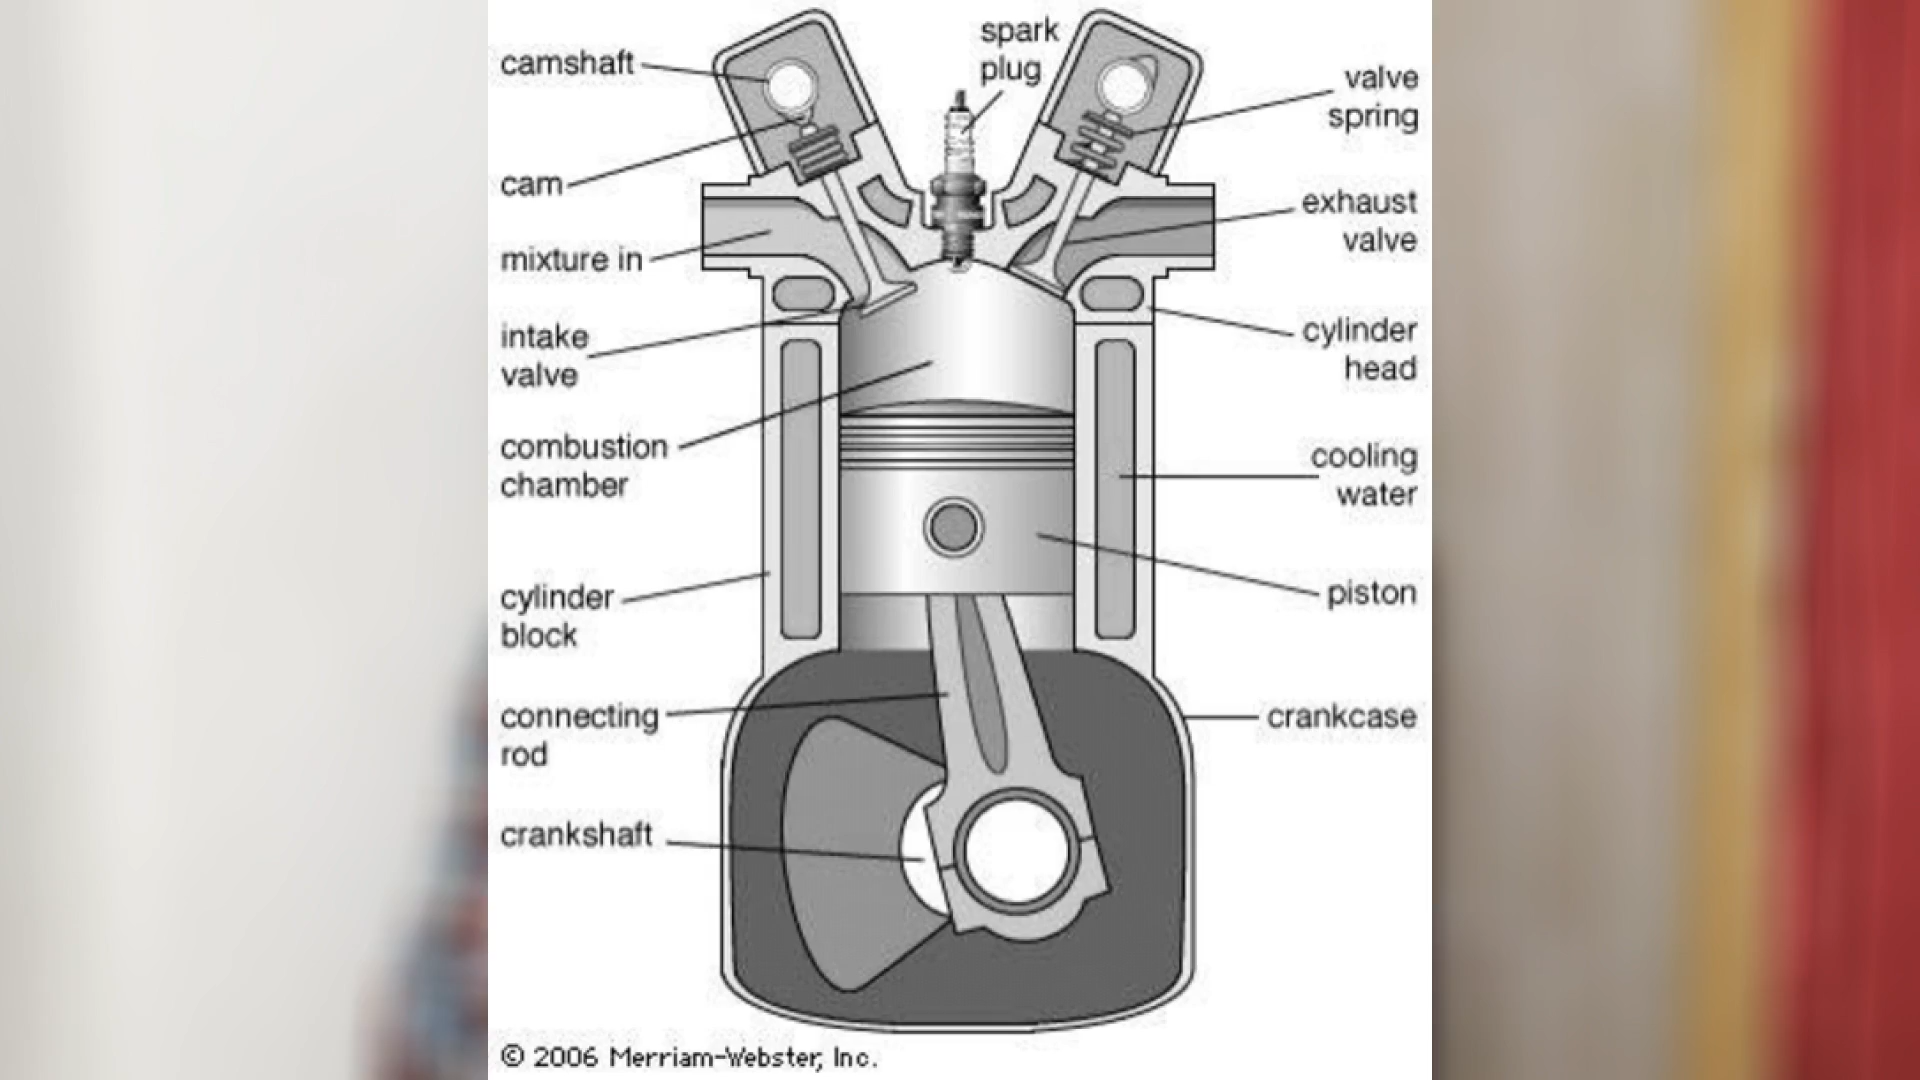 camshaft
cam
mixture in
intake
valve
combustion
chamber
cylinder
block
connecting
rod
crankshaft
spark
plug
valve
spring
exhaust
valve
cylinder
head
cooling
water
piston
crankcase
© 2006 Merriam-Webster, Inc.